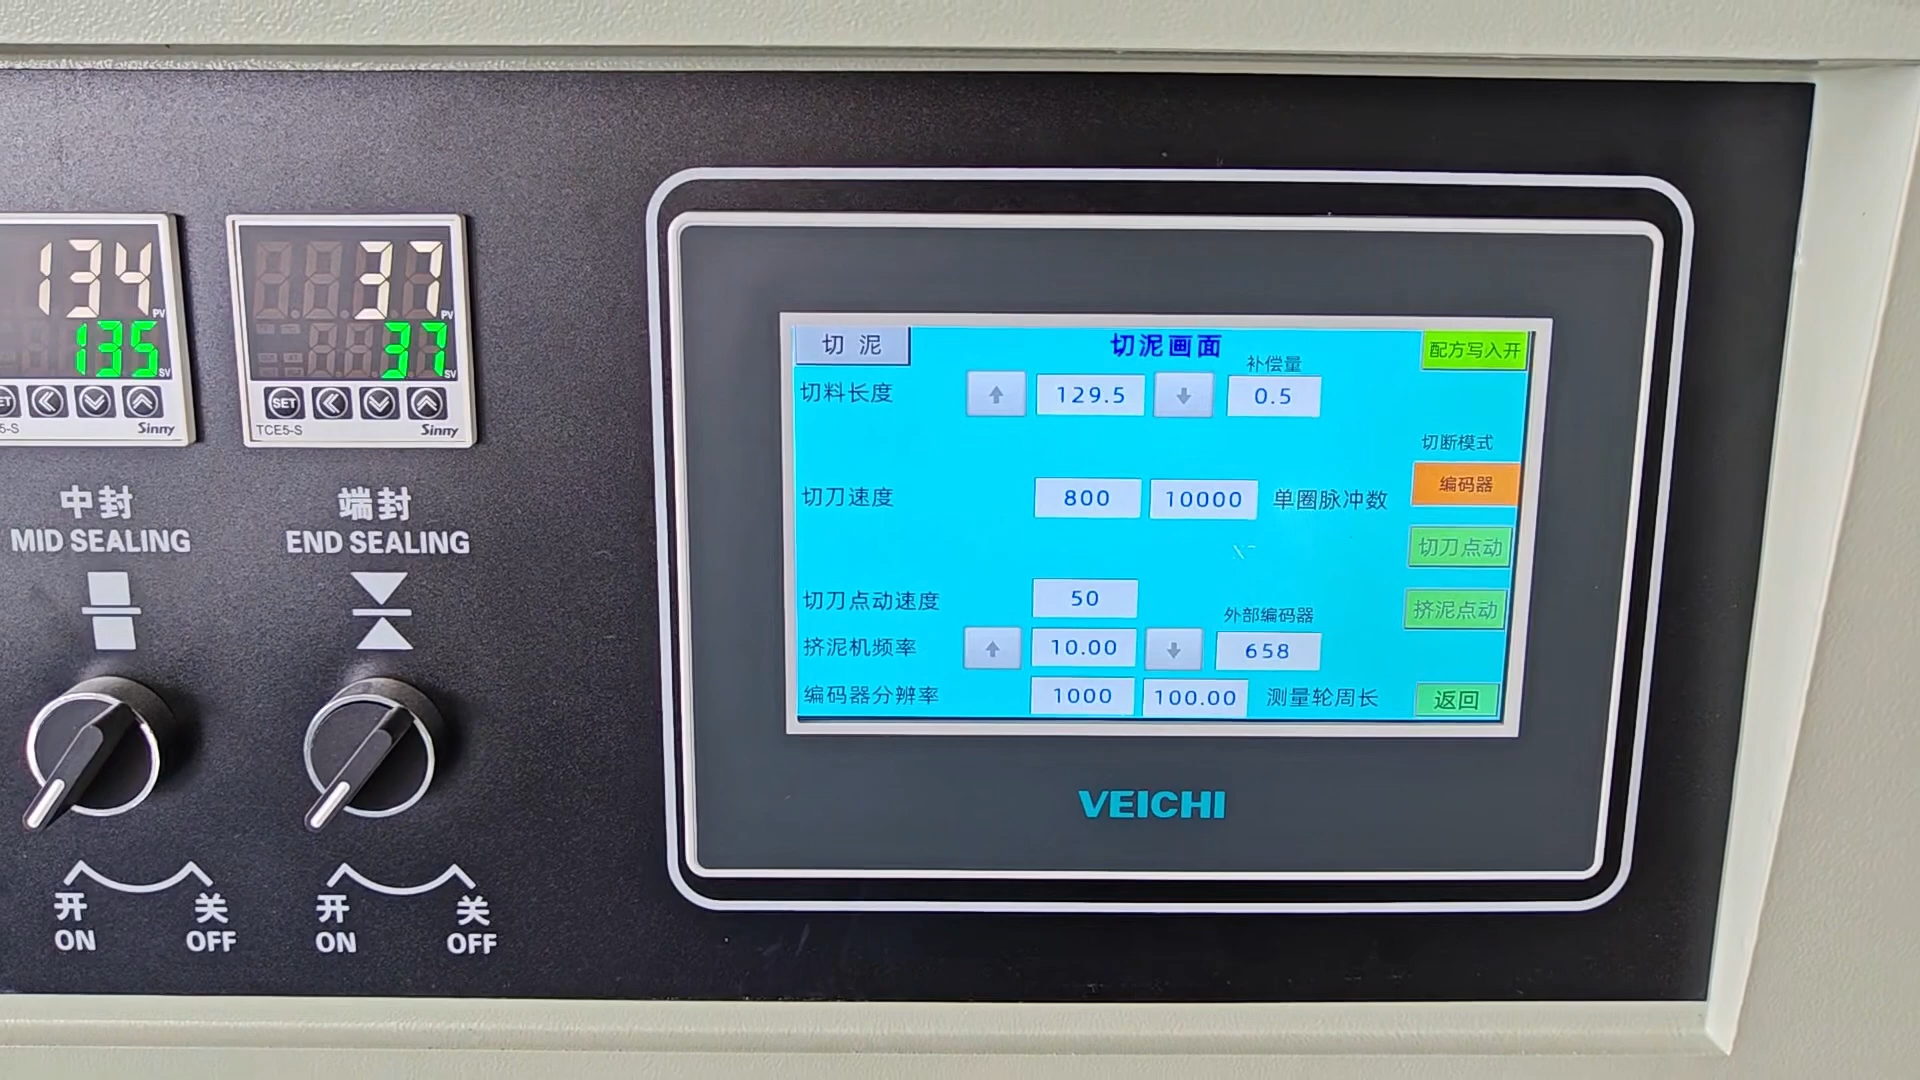 134
PV
135
SV
Sinny
中封
MID SEALING
开
ON
关
OFF
37
PV
37
SV
SET
TCE5-S
Sinny
端封
END SEALING
开
ON
关
OFF
切泥
切泥画面
配方写入开
补偿量
切料长度
129.5
0.5
切断模式
编码器
切刀速度
800
10000
单圈脉冲数
切刀点动
切刀点动速度
50
外部编码器
挤泥点动
挤泥机频率
10.00
658
编码器分辨率
1000
100.00
测量轮周长
返回
VEICHI